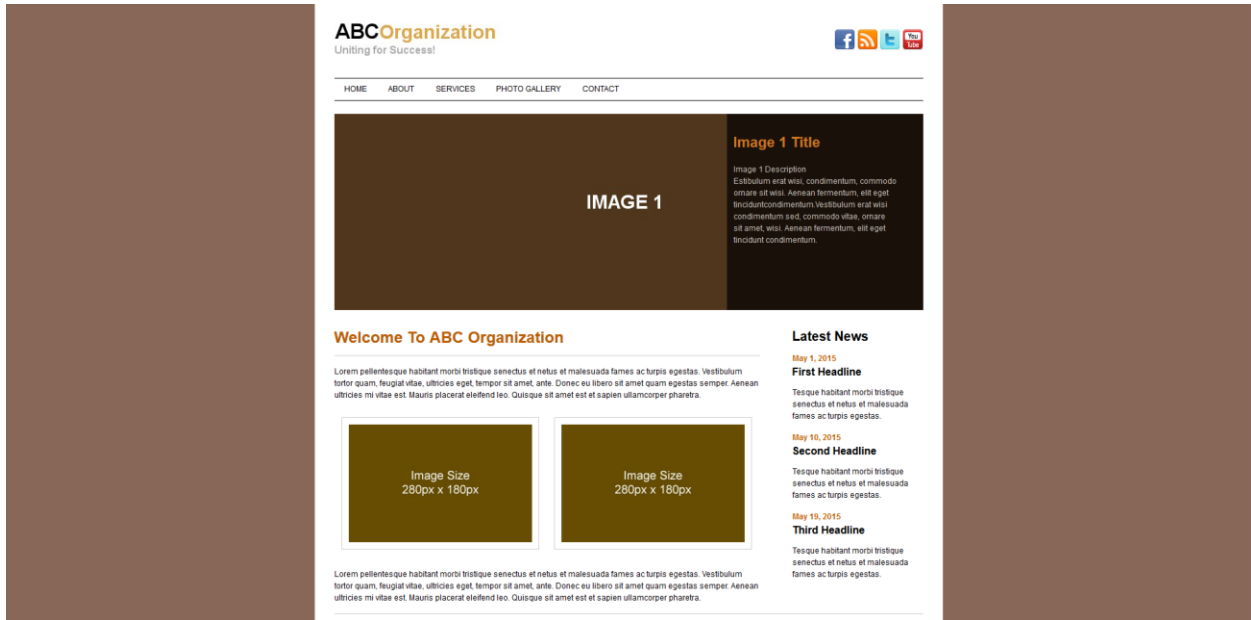 ABCOrganization
Uniting for Success!
You
Tube
HOME ABOUT SERVICES PHOTO GALLERY CONTACT
IMAGE 1
Image 1 Title
Image 1 Description
Estibulum erat wisi, condimentum, commodo
ornare sit wisi. Aenean fermentum, elit eget
tinciduntcondimentum.Vestibulum erat wisi
condimentum sed, commodo vitae, ornare
sit amet, wisi. Aenean fermentum, elit eget
tincidunt condimentum.
Welcome To ABC Organization
Lorem pellentesque habitant morbi tristique senectus et netus et malesuada fames ac turpis egestas. Vestibulum
tortor quam, feugiat vitae, ultricies eget, tempor sit amet, ante. Donec eu libero sit amet quam egestas semper. Aenean
ultricies mi vitae est. Mauris placerat eleifend leo. Quisque sit amet est et sapien ullamcorper pharetra.
Image Size
280px x 180px
Image Size
280px x 180px
Lorem pellentesque habitant morbi tristique senectus et netus et malesuada fames ac turpis egestas. Vestibulum
tortor quam, feugiat vitae, ultricies eget, tempor sit amet, ante. Donec eu libero sit amet quam egestas semper. Aenean
ultricies mi vitae est. Mauris placerat eleifend leo. Quisque sit amet est et sapien ullamcorper pharetra.
Latest News
May 1, 2015
First Headline
Tesque habitant morbi tristique
senectus et netus et malesuada
fames ac turpis egestas.
May 10, 2015
Second Headline
Tesque habitant morbi tristique
senectus et netus et malesuada
fames ac turpis egestas.
May 19, 2015
Third Headline
Tesque habitant morbi tristique
senectus et netus et malesuada
fames ac turpis egestas.